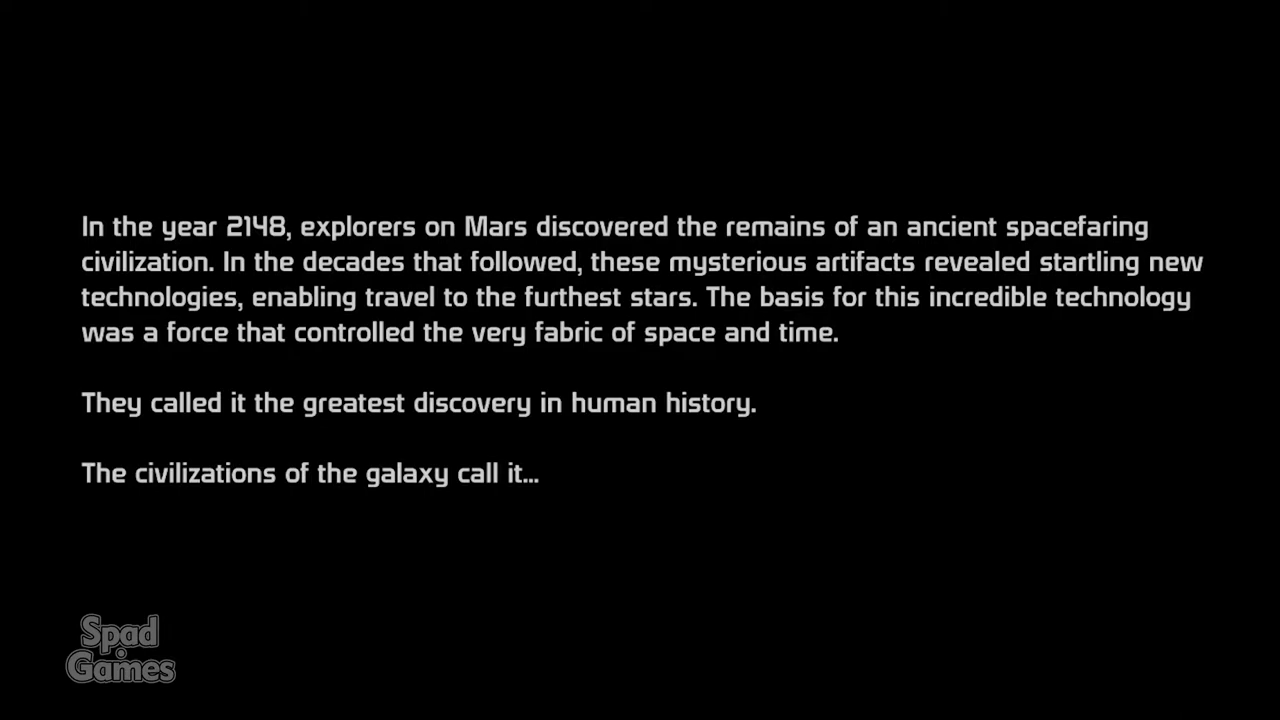 In the year 2148, explorers on Mars discovered the remains of an ancient spacefaring
civilization. In the decades that followed, these mysterious artifacts revealed startling new
technologies, enabling travel to the furthest stars. The basis for this incredible technology
was a force that controlled the very fabric of space and time.
They called it the greatest discovery in human history.
The civilizations of the galaxy call it...
Spad
Games